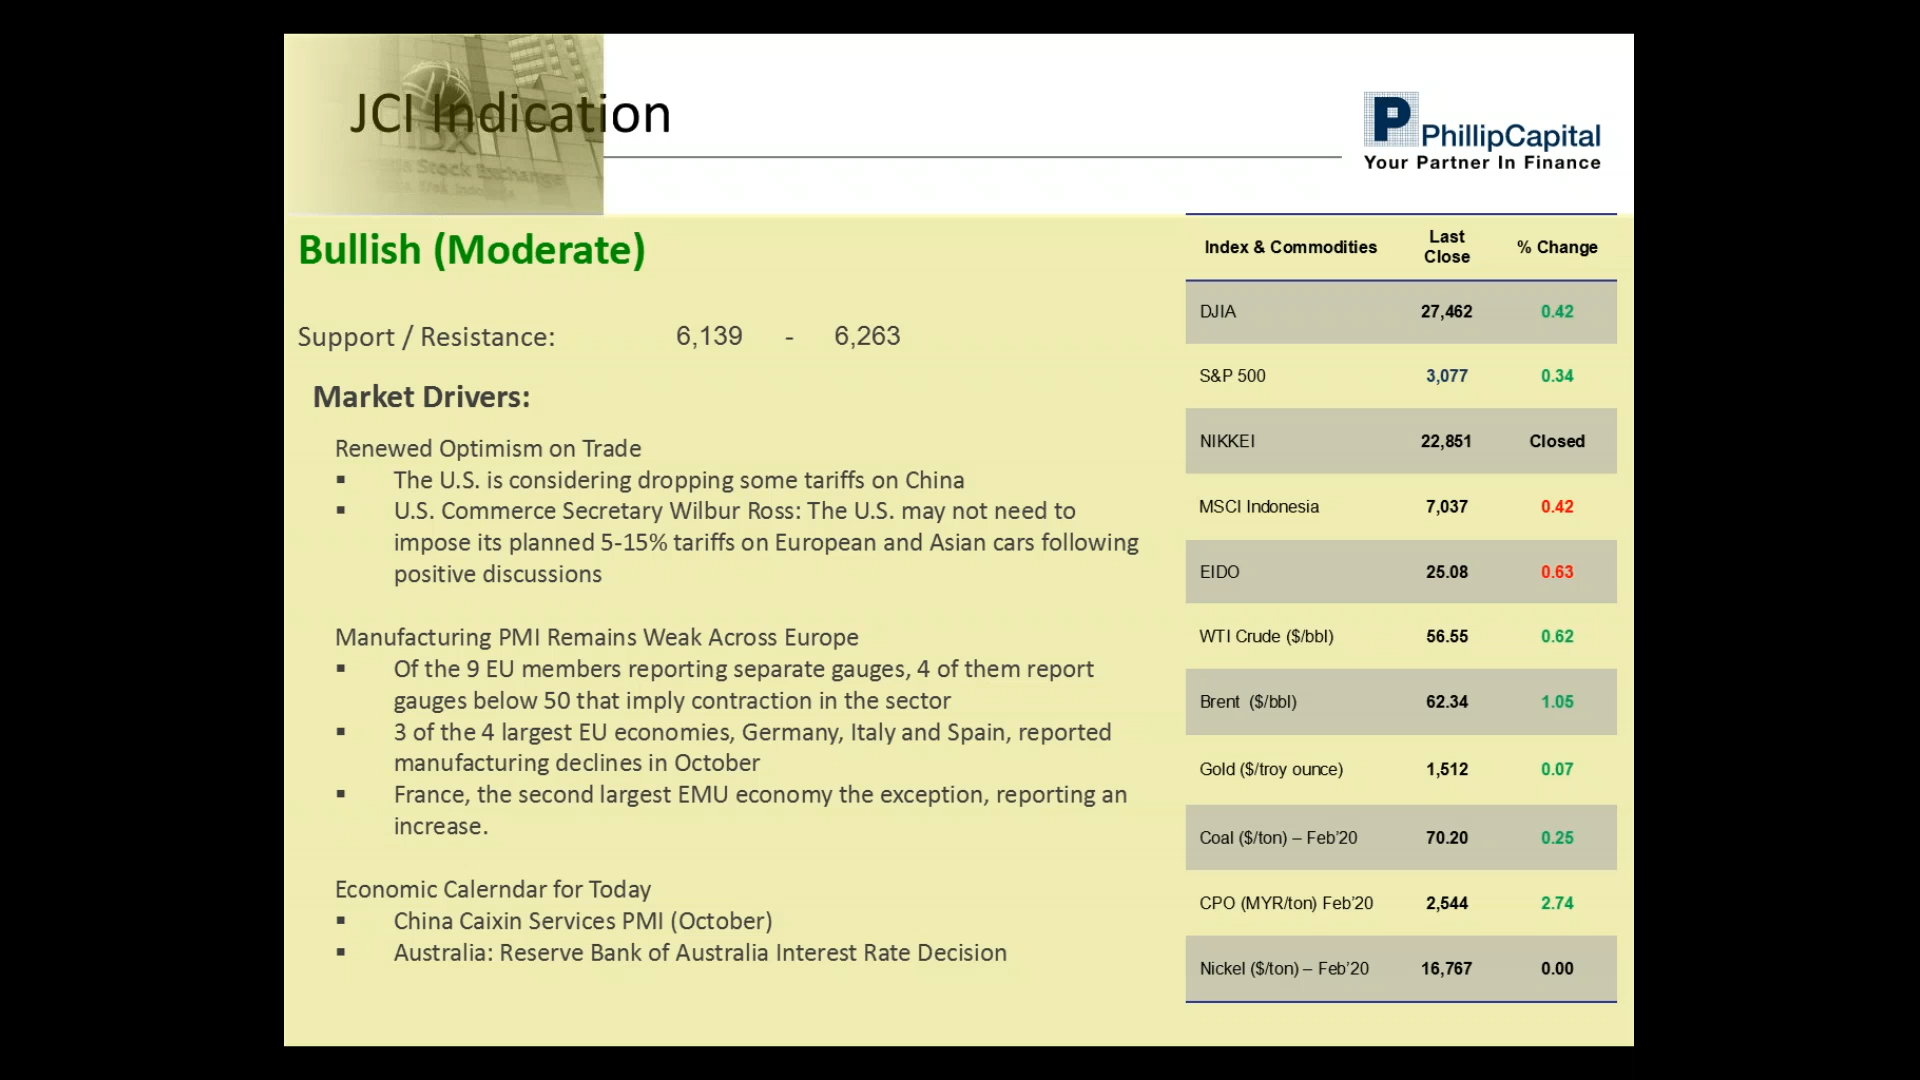 JCI Indication
IDX
Stock Exchange
PhillipCapital
Your Partner In Finance
Bullish (Moderate)
Support / Resistance: 6,139 - 6,263
Market Drivers:
Renewed Optimism on Trade
▪ The U.S. is considering dropping some tariffs on China
▪ U.S. Commerce Secretary Wilbur Ross: The U.S. may not need to
impose its planned 5-15% tariffs on European and Asian cars following
positive discussions
Manufacturing PMI Remains Weak Across Europe
▪ Of the 9 EU members reporting separate gauges, 4 of them report
gauges below 50 that imply contraction in the sector
▪ 3 of the 4 largest EU economies, Germany, Italy and Spain, reported
manufacturing declines in October
▪ France, the second largest EMU economy the exception, reporting an
increase.
Economic Calerndar for Today
▪ China Caixin Services PMI (October)
▪ Australia: Reserve Bank of Australia Interest Rate Decision
Index & Commodities Last Close % Change
DJIA 27,462 0.42
S&P 500 3,077 0.34
NIKKEI 22,851 Closed
MSCI Indonesia 7,037 0.42
EIDO 25.08 0.63
WTI Crude ($/bbl) 56.55 0.62
Brent ($/bbl) 62.34 1.05
Gold ($/troy ounce) 1,512 0.07
Coal ($/ton) – Feb’20 70.20 0.25
CPO (MYR/ton) Feb’20 2,544 2.74
Nickel ($/ton) – Feb’20 16,767 0.00